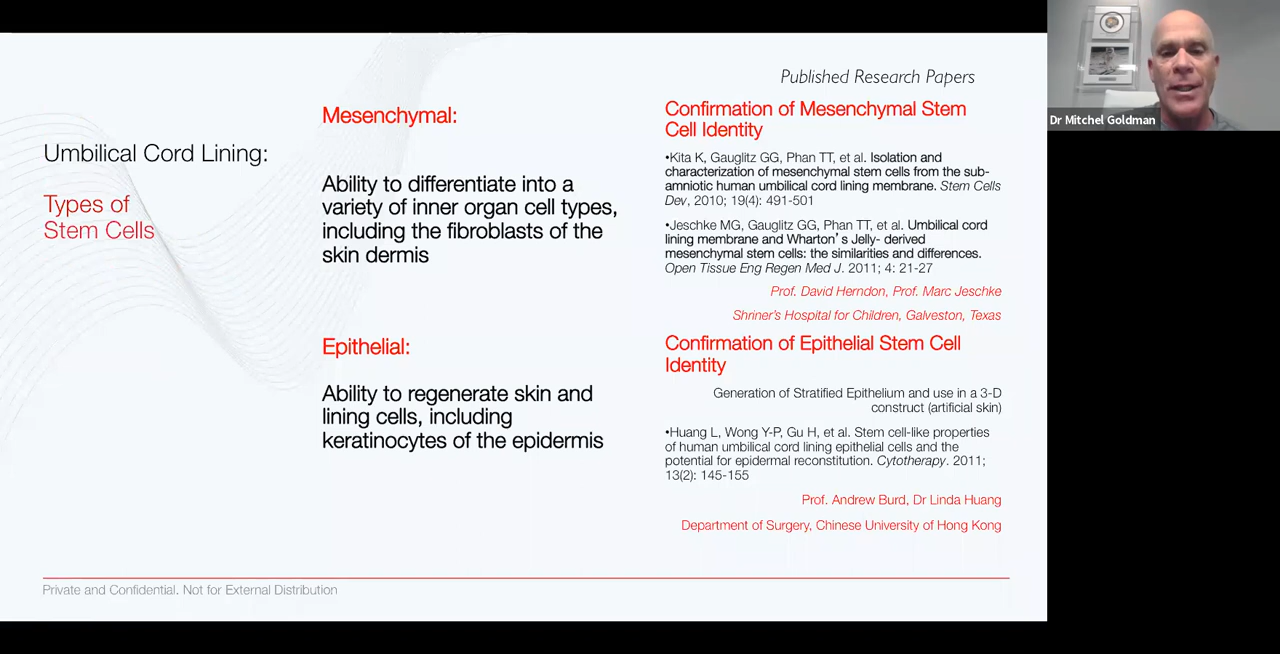 Published Research Papers
Umbilical Cord Lining:
Types of
Stem Cells
Mesenchymal:
Ability to differentiate into a
variety of inner organ cell types,
including the fibroblasts of the
skin dermis
Epithelial:
Ability to regenerate skin and
lining cells, including
keratinocytes of the epidermis
Confirmation of Mesenchymal Stem
Cell Identity
•Kita K, Gauglitz GG, Phan TT, et al. Isolation and
characterization of mesenchymal stem cells from the sub-
amniotic human umbilical cord lining membrane. Stem Cells
Dev, 2010; 19(4): 491-501
•Jeschke MG, Gauglitz GG, Phan TT, et al. Umbilical cord
lining membrane and Wharton's Jelly- derived
mesenchymal stem cells: the similarities and differences.
Open Tissue Eng Regen Med J. 2011; 4: 21-27
Prof. David Herndon, Prof. Marc Jeschke
Shriner's Hospital for Children, Galveston, Texas
Confirmation of Epithelial Stem Cell
Identity
Generation of Stratified Epithelium and use in a 3-D
construct (artificial skin)
•Huang L, Wong Y-P, Gu H, et al. Stem cell-like properties
of human umbilical cord lining epithelial cells and the
potential for epidermal reconstitution. Cytotherapy. 2011;
13(2): 145-155
Prof. Andrew Burd, Dr Linda Huang
Department of Surgery, Chinese University of Hong Kong
Private and Confidential. Not for External Distribution
Dr Mitchel Goldman